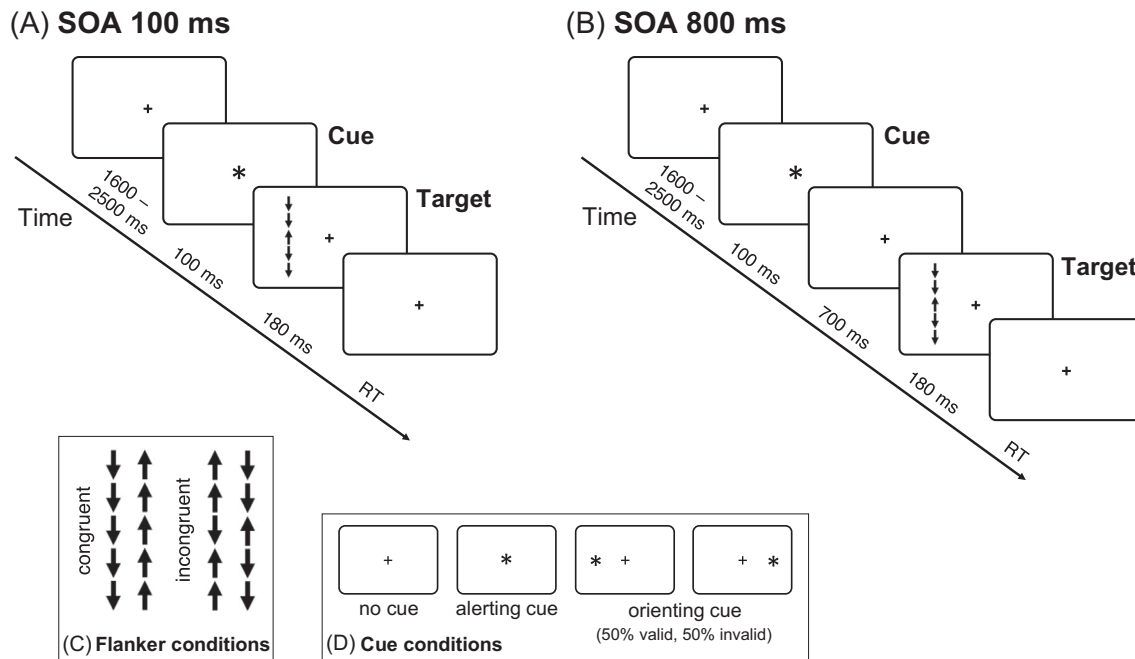 (A) SOA 100 ms
Cue
Target
Time
1600 –
2500 ms
100 ms
180 ms
RT
(B) SOA 800 ms
Cue
Target
Time
1600 –
2500 ms
100 ms
700 ms
180 ms
RT
congruent
incongruent
(C) Flanker conditions
no cue
alerting cue
orienting cue
(50% valid, 50% invalid)
(D) Cue conditions